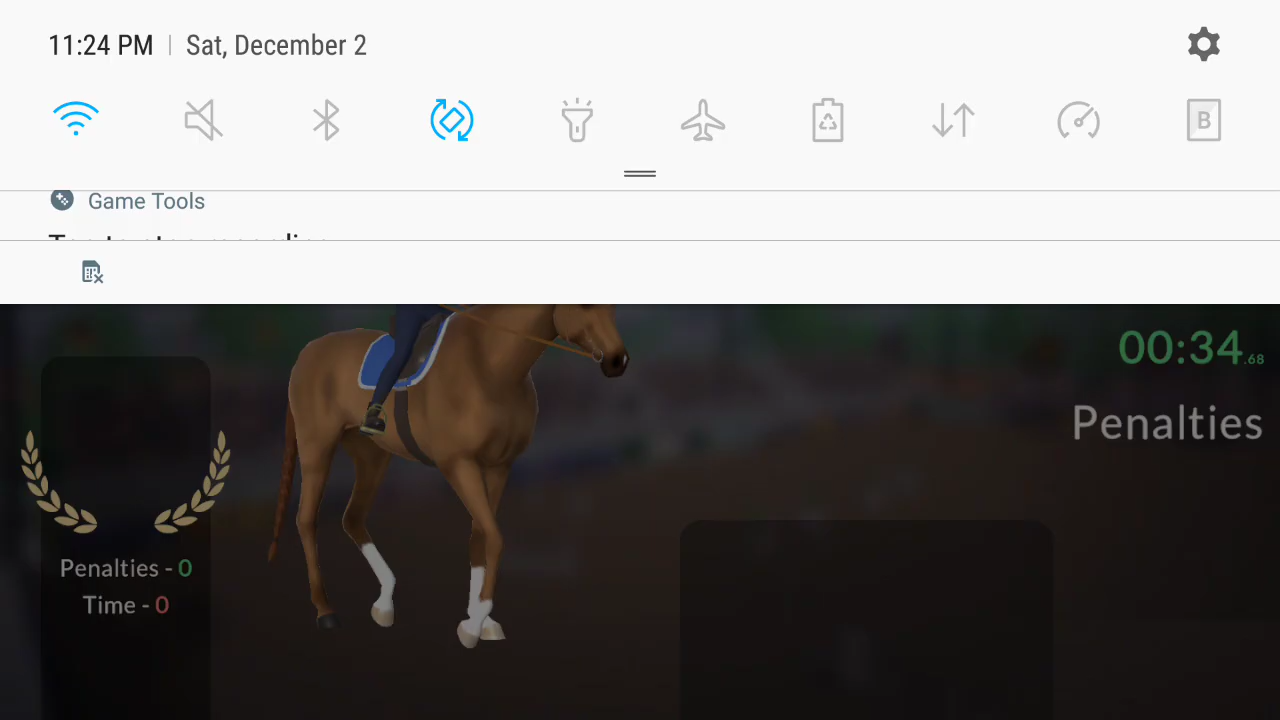 11:24 PM | Sat, December 2
B
Game Tools
00:34.68
Penalties
Penalties - 0
Time - 0